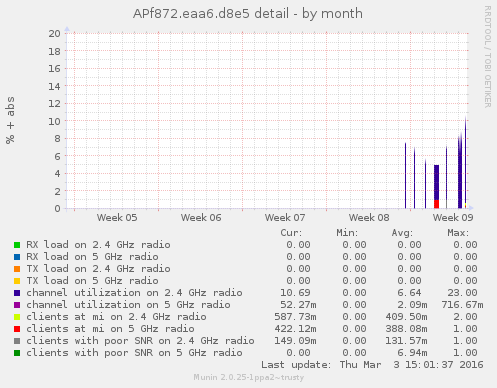 APf872.eaa6.d8e5 detail - by month
RRDTOOL / TOBI OETIKER
% + abs
20
18
16
14
12
10
8
6
4
2
0
Week 05 Week 06 Week 07 Week 08 Week 09
Cur: Min: Avg: Max:
RX load on 2.4 GHz radio 0.00 0.00 0.00 0.00
RX load on 5 GHz radio 0.00 0.00 0.00 0.00
TX load on 2.4 GHz radio 0.00 0.00 0.00 0.00
TX load on 5 GHz radio 0.00 0.00 0.00 0.00
channel utilization on 2.4 GHz radio 10.69 0.00 6.64 23.00
channel utilization on 5 GHz radio 52.27m 0.00 2.09m 716.67m
clients at mi on 2.4 GHz radio 587.73m 0.00 409.50m 2.00
clients at mi on 5 GHz radio 422.12m 0.00 388.08m 1.00
clients with poor SNR on 2.4 GHz radio 149.09m 0.00 131.57m 1.00
clients with poor SNR on 5 GHz radio 0.00 0.00 6.94m 1.00
Last update: Thu Mar 3 15:01:37 2016
Munin 2.0.25-1ppa2~trusty